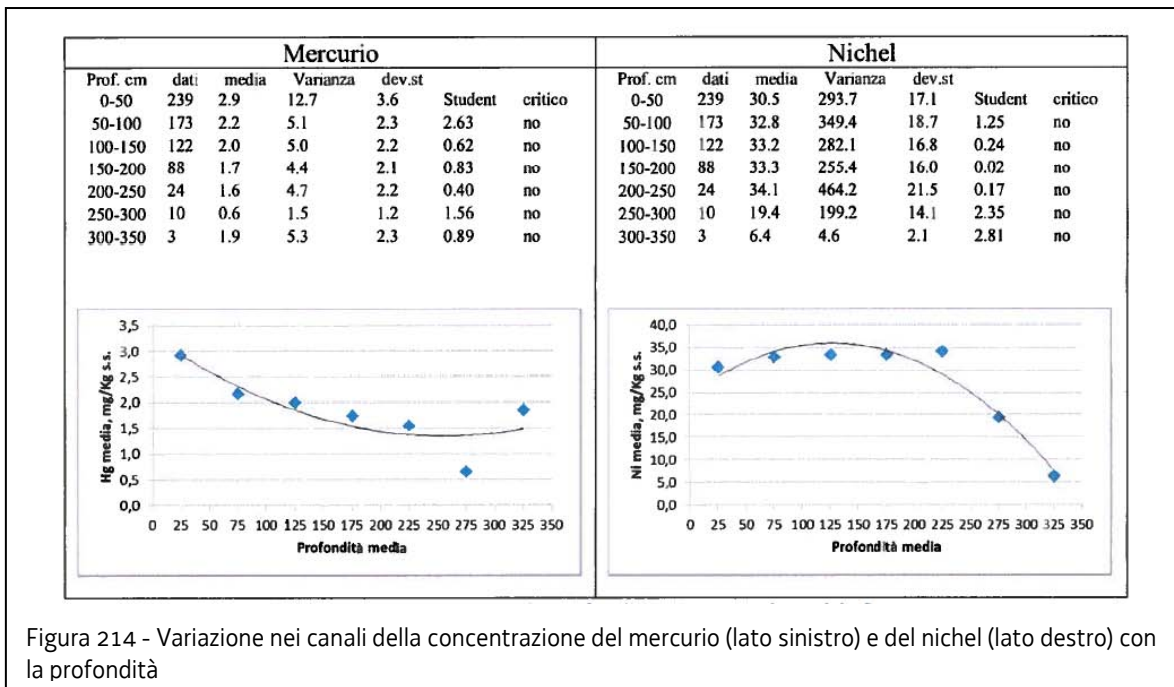 Mercurio
Prof. cm dati media Varianza dev.st
0-50 239 2.9 12.7 3.6 Student critico
50-100 173 2.2 5.1 2.3 2.63 no
100-150 122 2.0 5.0 2.2 0.62 no
150-200 88 1.7 4.4 2.1 0.83 no
200-250 24 1.6 4.7 2.2 0.40 no
250-300 10 0.6 1.5 1.2 1.56 no
300-350 3 1.9 5.3 2.3 0.89 no
3,5
3,0
2,5
2,0
1,5
1,0
0,5
0,0
Hg media, mg/Kg s.s.
0 25 50 75 100 125 150 175 200 225 250 275 300 325 350
Profondità media
Nichel
Prof. cm dati media Varianza dev.st
0-50 239 30.5 293.7 17.1 Student critico
50-100 173 32.8 349.4 18.7 1.25 no
100-150 122 33.2 282.1 16.8 0.24 no
150-200 88 33.3 255.4 16.0 0.02 no
200-250 24 34.1 464.2 21.5 0.17 no
250-300 10 19.4 199.2 14.1 2.35 no
300-350 3 6.4 4.6 2.1 2.81 no
40,0
35,0
30,0
25,0
20,0
15,0
10,0
5,0
0,0
Ni media, mg/Kg s.s.
0 25 50 75 100 125 150 175 200 225 250 275 300 325 350
Profondità media
Figura 214 - Variazione nei canali della concentrazione del mercurio (lato sinistro) e del nichel (lato destro) con
la profondità